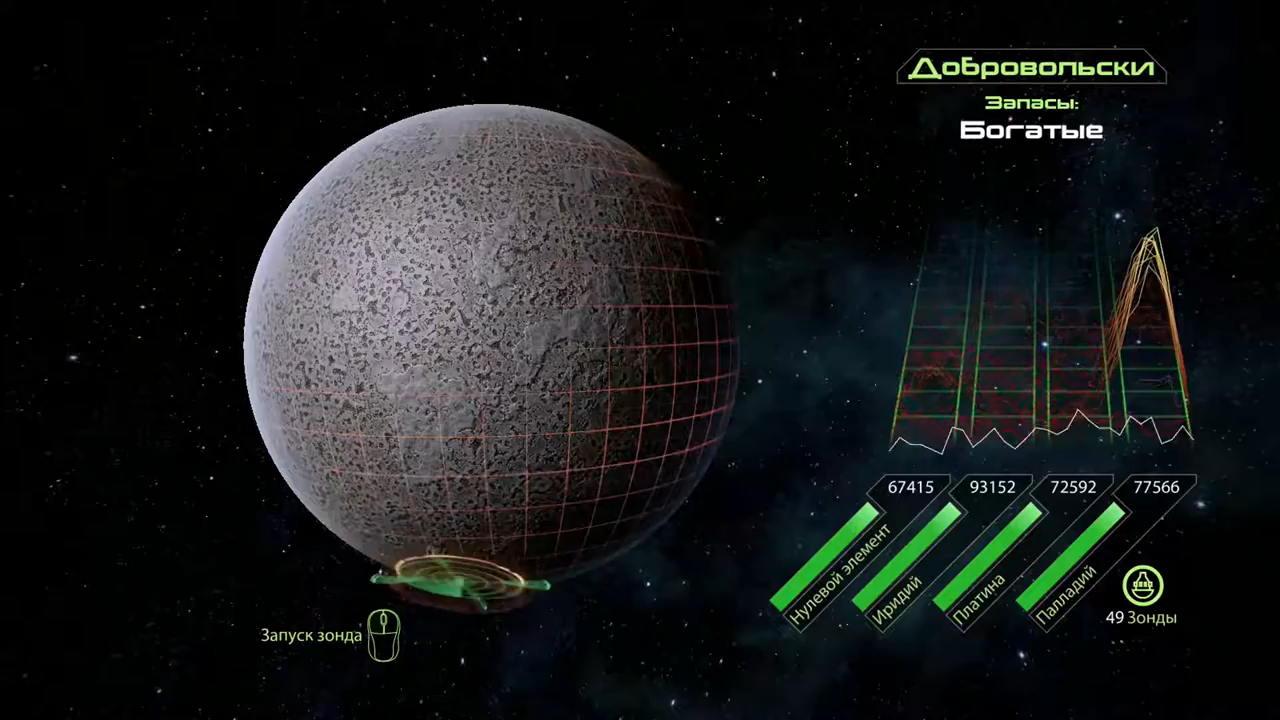 Добровольски
Запасы:
Богатые
67415 93152 72592 77566
Нулевой элемент
Иридий
Платина
Палладий
49 Зонды
Запуск зонда